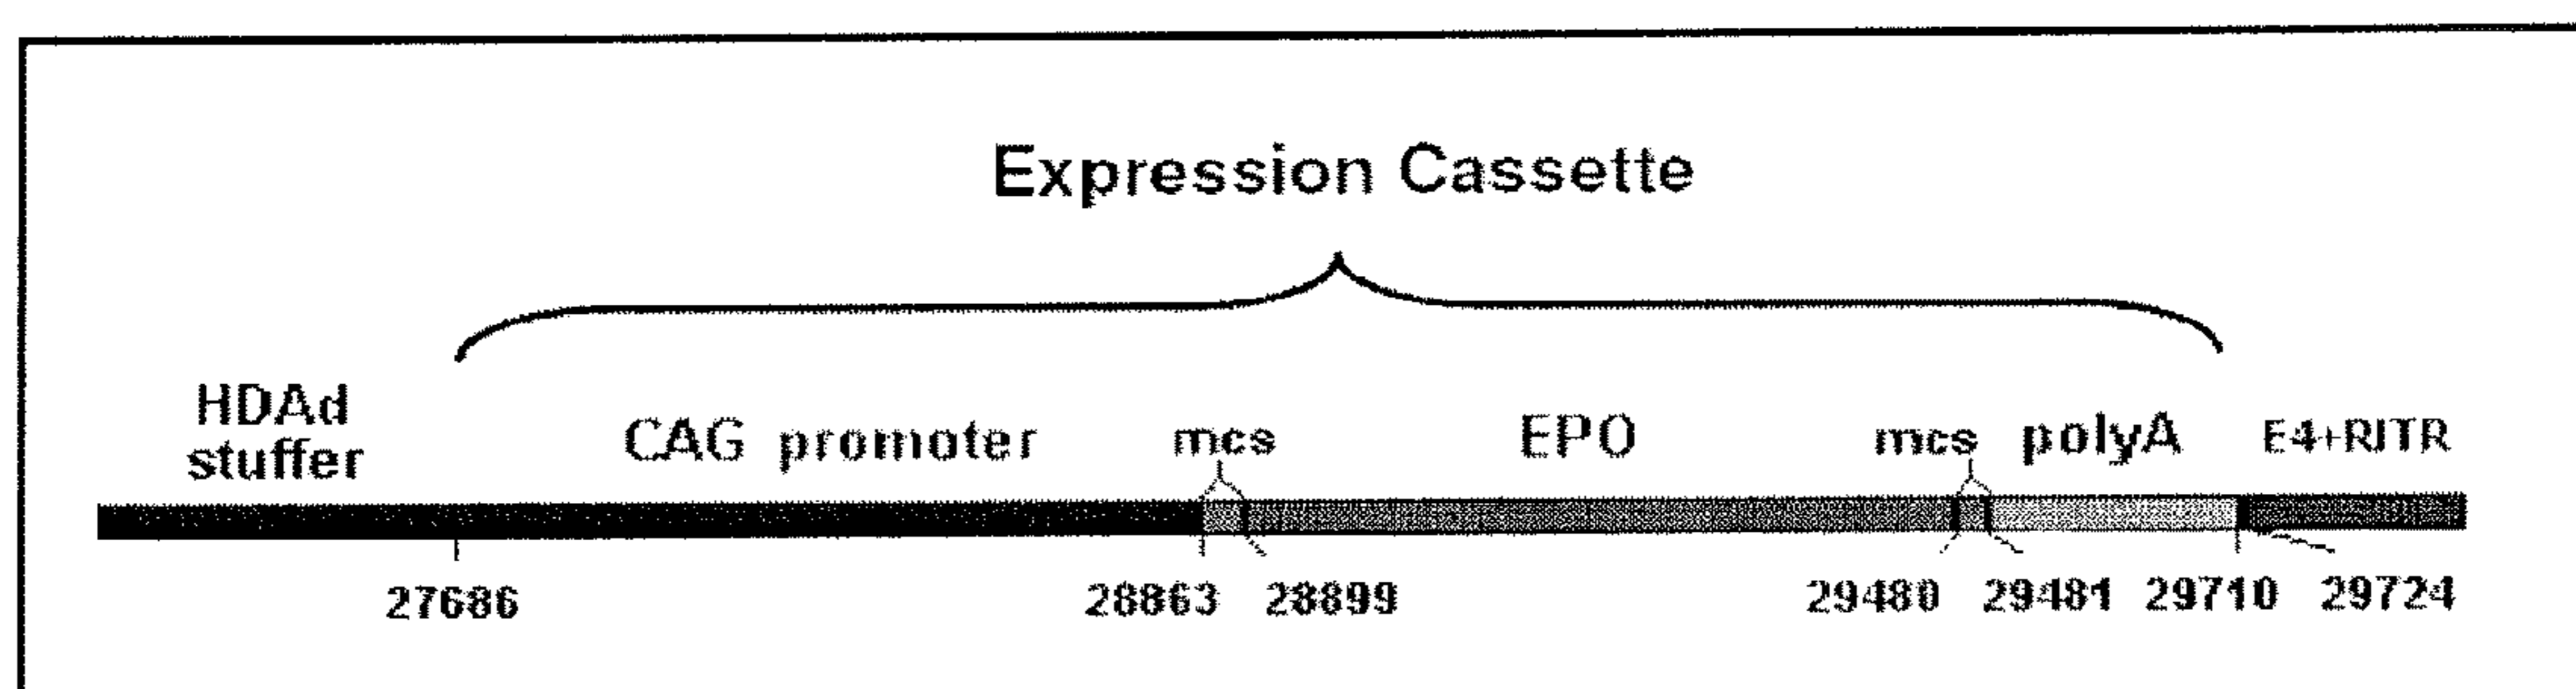 Expression Cassette
HDAd
stuffer
CAG promoter
mcs
EPO
mcs
polyA
E4+RITR
27686
28863
28899
29480
29481
29710
29724